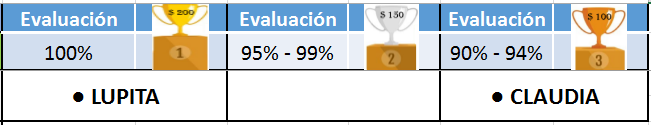 Evaluación $ 200 Evaluación $ 150 Evaluación $ 100
100% 1 95% - 99% 2 90% - 94% 3
● LUPITA ● CLAUDIA